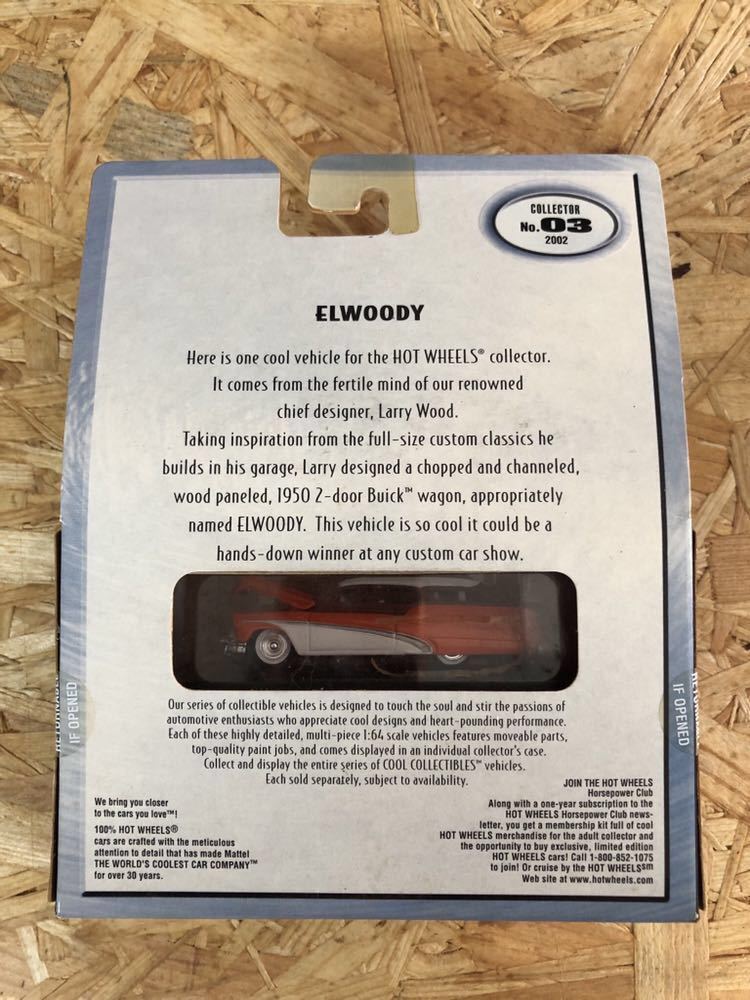 COLLECTOR
No. 03
2002
ELWOODY
Here is one cool vehicle for the HOT WHEELS® collector.
It comes from the fertile mind of our renowned
chief designer, Larry Wood.
Taking inspiration from the full-size custom classics he
builds in his garage, Larry designed a chopped and channeled,
wood paneled, 1950 2-door Buick™ wagon, appropriately
named ELWOODY. This vehicle is so cool it could be a
hands-down winner at any custom car show.
Our series of collectible vehicles is designed to touch the soul and stir the passions of
automotive enthusiasts who appreciate cool designs and heart-pounding performance.
Each of these highly detailed, multi-piece 1:64 scale vehicles features moveable parts,
top-quality paint jobs, and comes displayed in an individual collector's case.
Collect and display the entire series of COOL COLLECTIBLES™ vehicles.
Each sold separately, subject to availability.
We bring you closer
to the cars you love™!
100% HOT WHEELS®
cars are crafted with the meticulous
attention to detail that has made Mattel
THE WORLD'S COOLEST CAR COMPANY™
for over 30 years.
JOIN THE HOT WHEELS
Horsepower Club
Along with a one-year subscription to the
HOT WHEELS Horsepower Club news-
letter, you get a membership kit full of cool
HOT WHEELS merchandise for the adult collector and
the opportunity to buy exclusive, limited edition
HOT WHEELS cars! Call 1-800-852-1075
to join! Or cruise by the HOT WHEELS℠
Web site at www.hotwheels.com
IF OPENED
IF OPENED